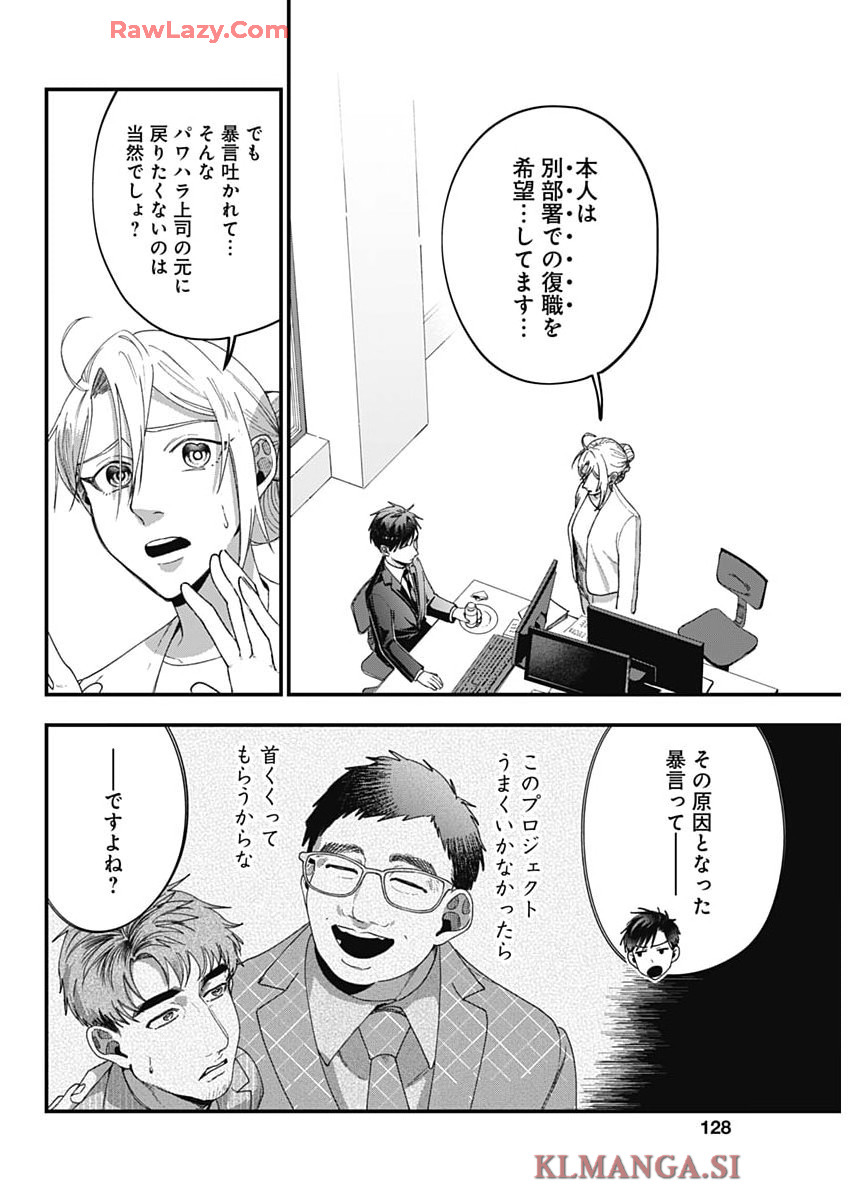 RawLazy.Com
本人は
別部署での復職を
希望…してます…
でも
暴言吐かれて…
そんな
パワハラ上司の元に
戻りたくないのは
当然でしょ?
その原因となった
暴言って――
このプロジェクト
うまくいかなかったら
首くくって
もらうからな
――ですよね?
128
KLMANGA.SI